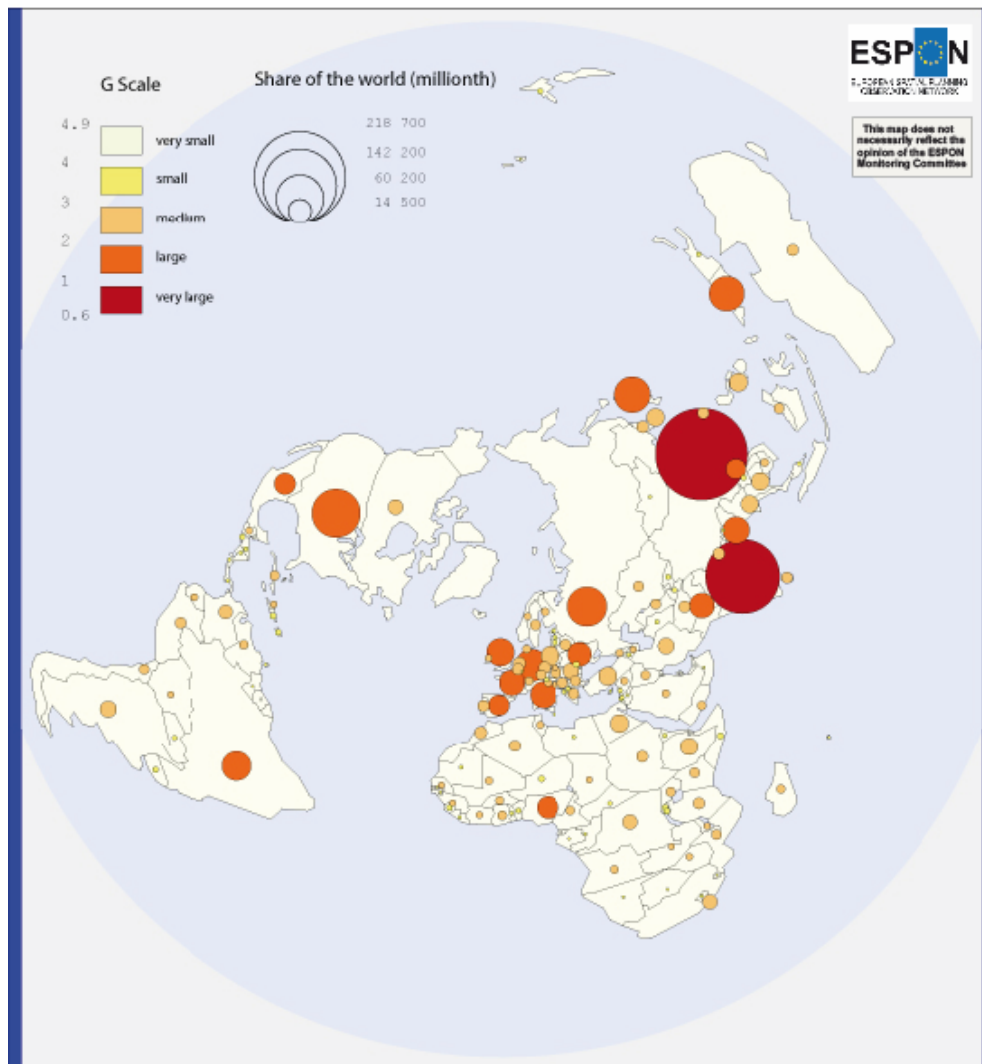 G Scale
4.9
very small
4
small
3
medium
2
large
1
very large
0.6
Share of the world (millionth)
218 700
142 200
60 200
14 500
ESPON
EUROPEAN SPATIAL PLANNING
OBSERVATION NETWORK
This map does not
necessarily reflect the
opinion of the ESPON
Monitoring Committee